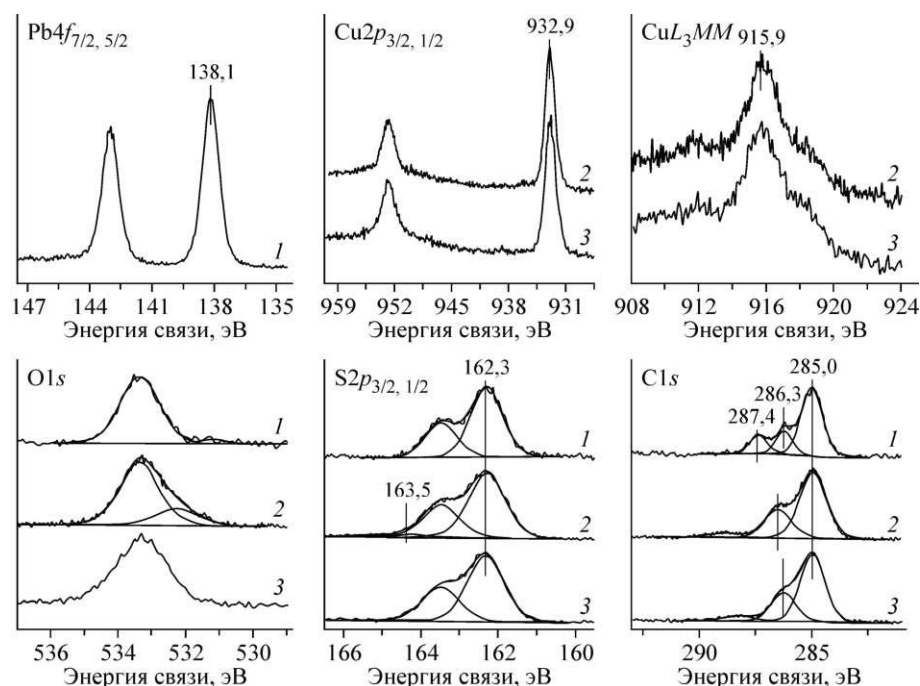 Pb4f7/2, 5/2
138,1
1
147 144 141 138 135
Энергия связи, эВ
Cu2p3/2, 1/2
932,9
2
3
959 952 945 938 931
Энергия связи, эВ
CuL3MM
915,9
2
3
908 912 916 920 924
Энергия связи, эВ
O1s
1
2
3
536 534 532 530
Энергия связи, эВ
S2p3/2, 1/2
162,3
1
163,5
2
3
166 164 162 160
Энергия связи, эВ
C1s
285,0
286,3
287,4
1
2
3
290 285
Энергия связи, эВ